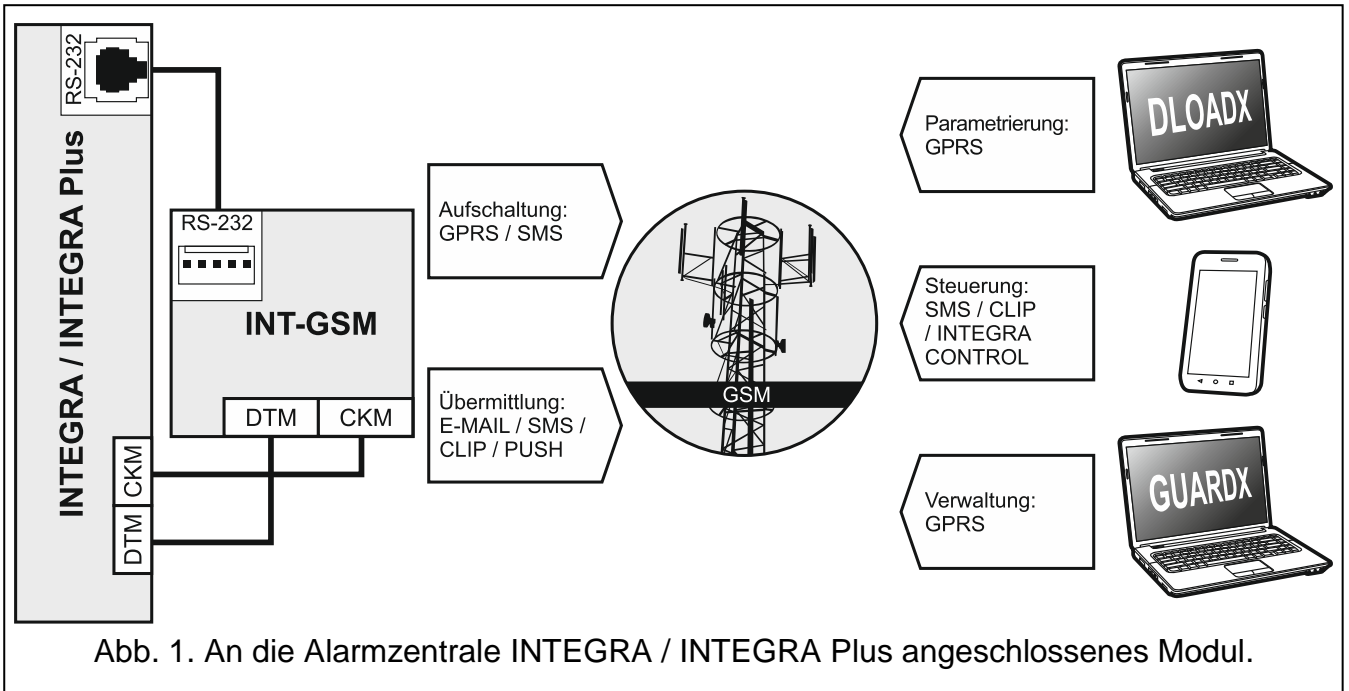 INTEGRA / INTEGRA Plus
RS-232
CKM
DTM
RS-232
INT-GSM
DTM
CKM
Aufschaltung:
GPRS / SMS
Übermittlung:
E-MAIL / SMS /
CLIP / PUSH
GSM
Parametrierung:
GPRS
DLOADX
Steuerung:
SMS / CLIP
/ INTEGRA
CONTROL
Verwaltung:
GPRS
GUARDX
Abb. 1. An die Alarmzentrale INTEGRA / INTEGRA Plus angeschlossenes Modul.